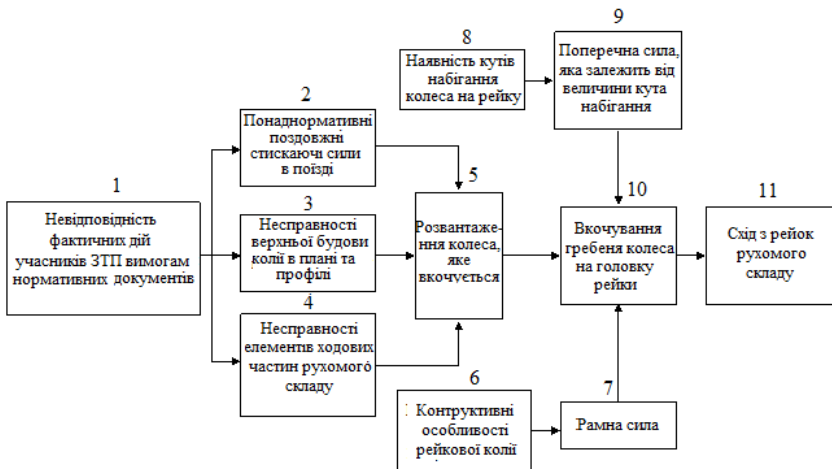 1
Невідповідність
фактичних дій
учасників ЗТП вимогам
нормативних документів
2
Понаднормативні
поздовжні
стискаючі сили
в поїзді
3
Несправності
верхньої будови
колії в плані та
профілі
4
Несправності
елементів ходових
частин рухомого
складу
5
Розвантаже-
ння колеса,
яке
вкочується
6
Контруктивні
особливості
рейкової колії
7
Рамна сила
8
Наявність кутів
набігання
колеса на рейку
9
Поперечна сила,
яка залежить від
величини кута
набігання
10
Вкочування
гребеня колеса
на головку
рейки
11
Схід з рейок
рухомого
складу